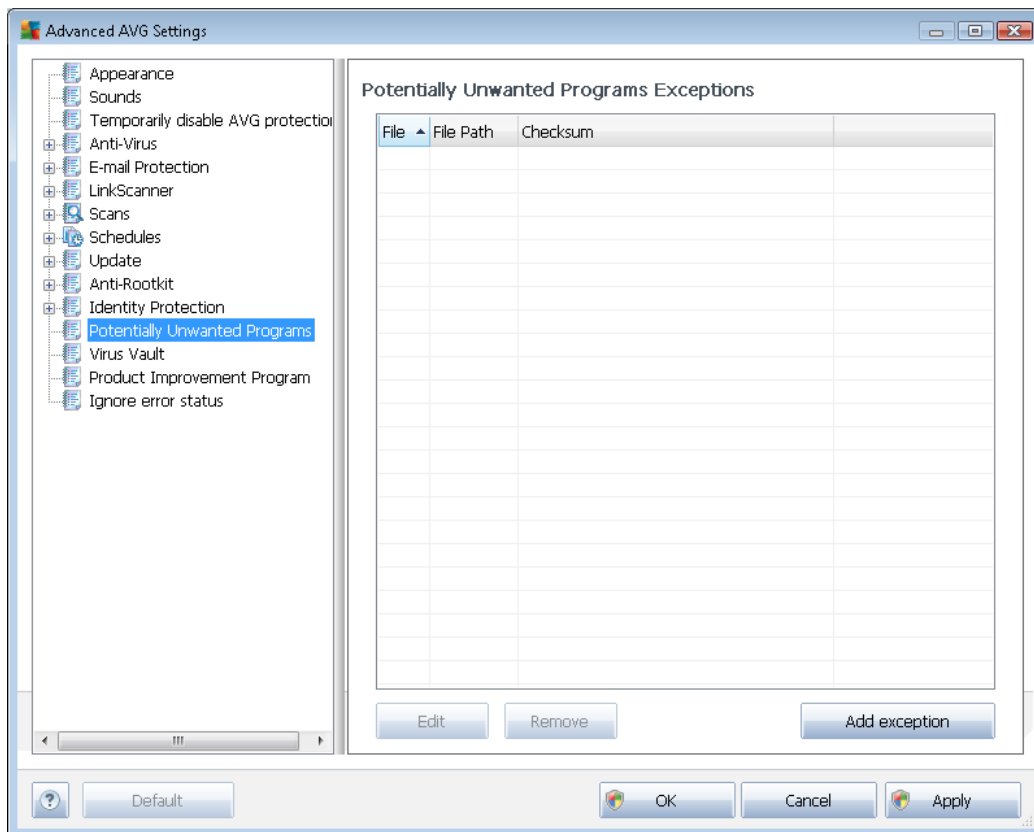 Advanced AVG Settings
Appearance
Sounds
Temporarily disable AVG protection
Anti-Virus
E-mail Protection
LinkScanner
Scans
Schedules
Update
Anti-Rootkit
Identity Protection
Potentially Unwanted Programs
Virus Vault
Product Improvement Program
Ignore error status
Potentially Unwanted Programs Exceptions
File File Path Checksum
Edit Remove Add exception
? Default OK Cancel Apply